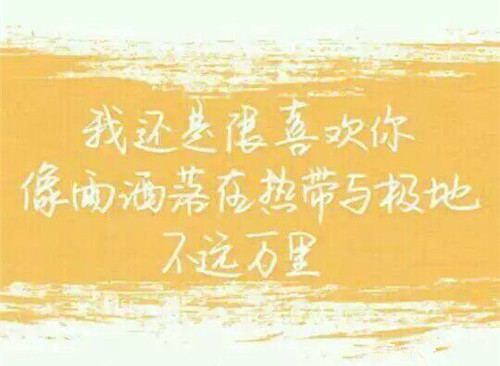 我还是很喜欢你
像雨洒落在热带与极地
不远万里